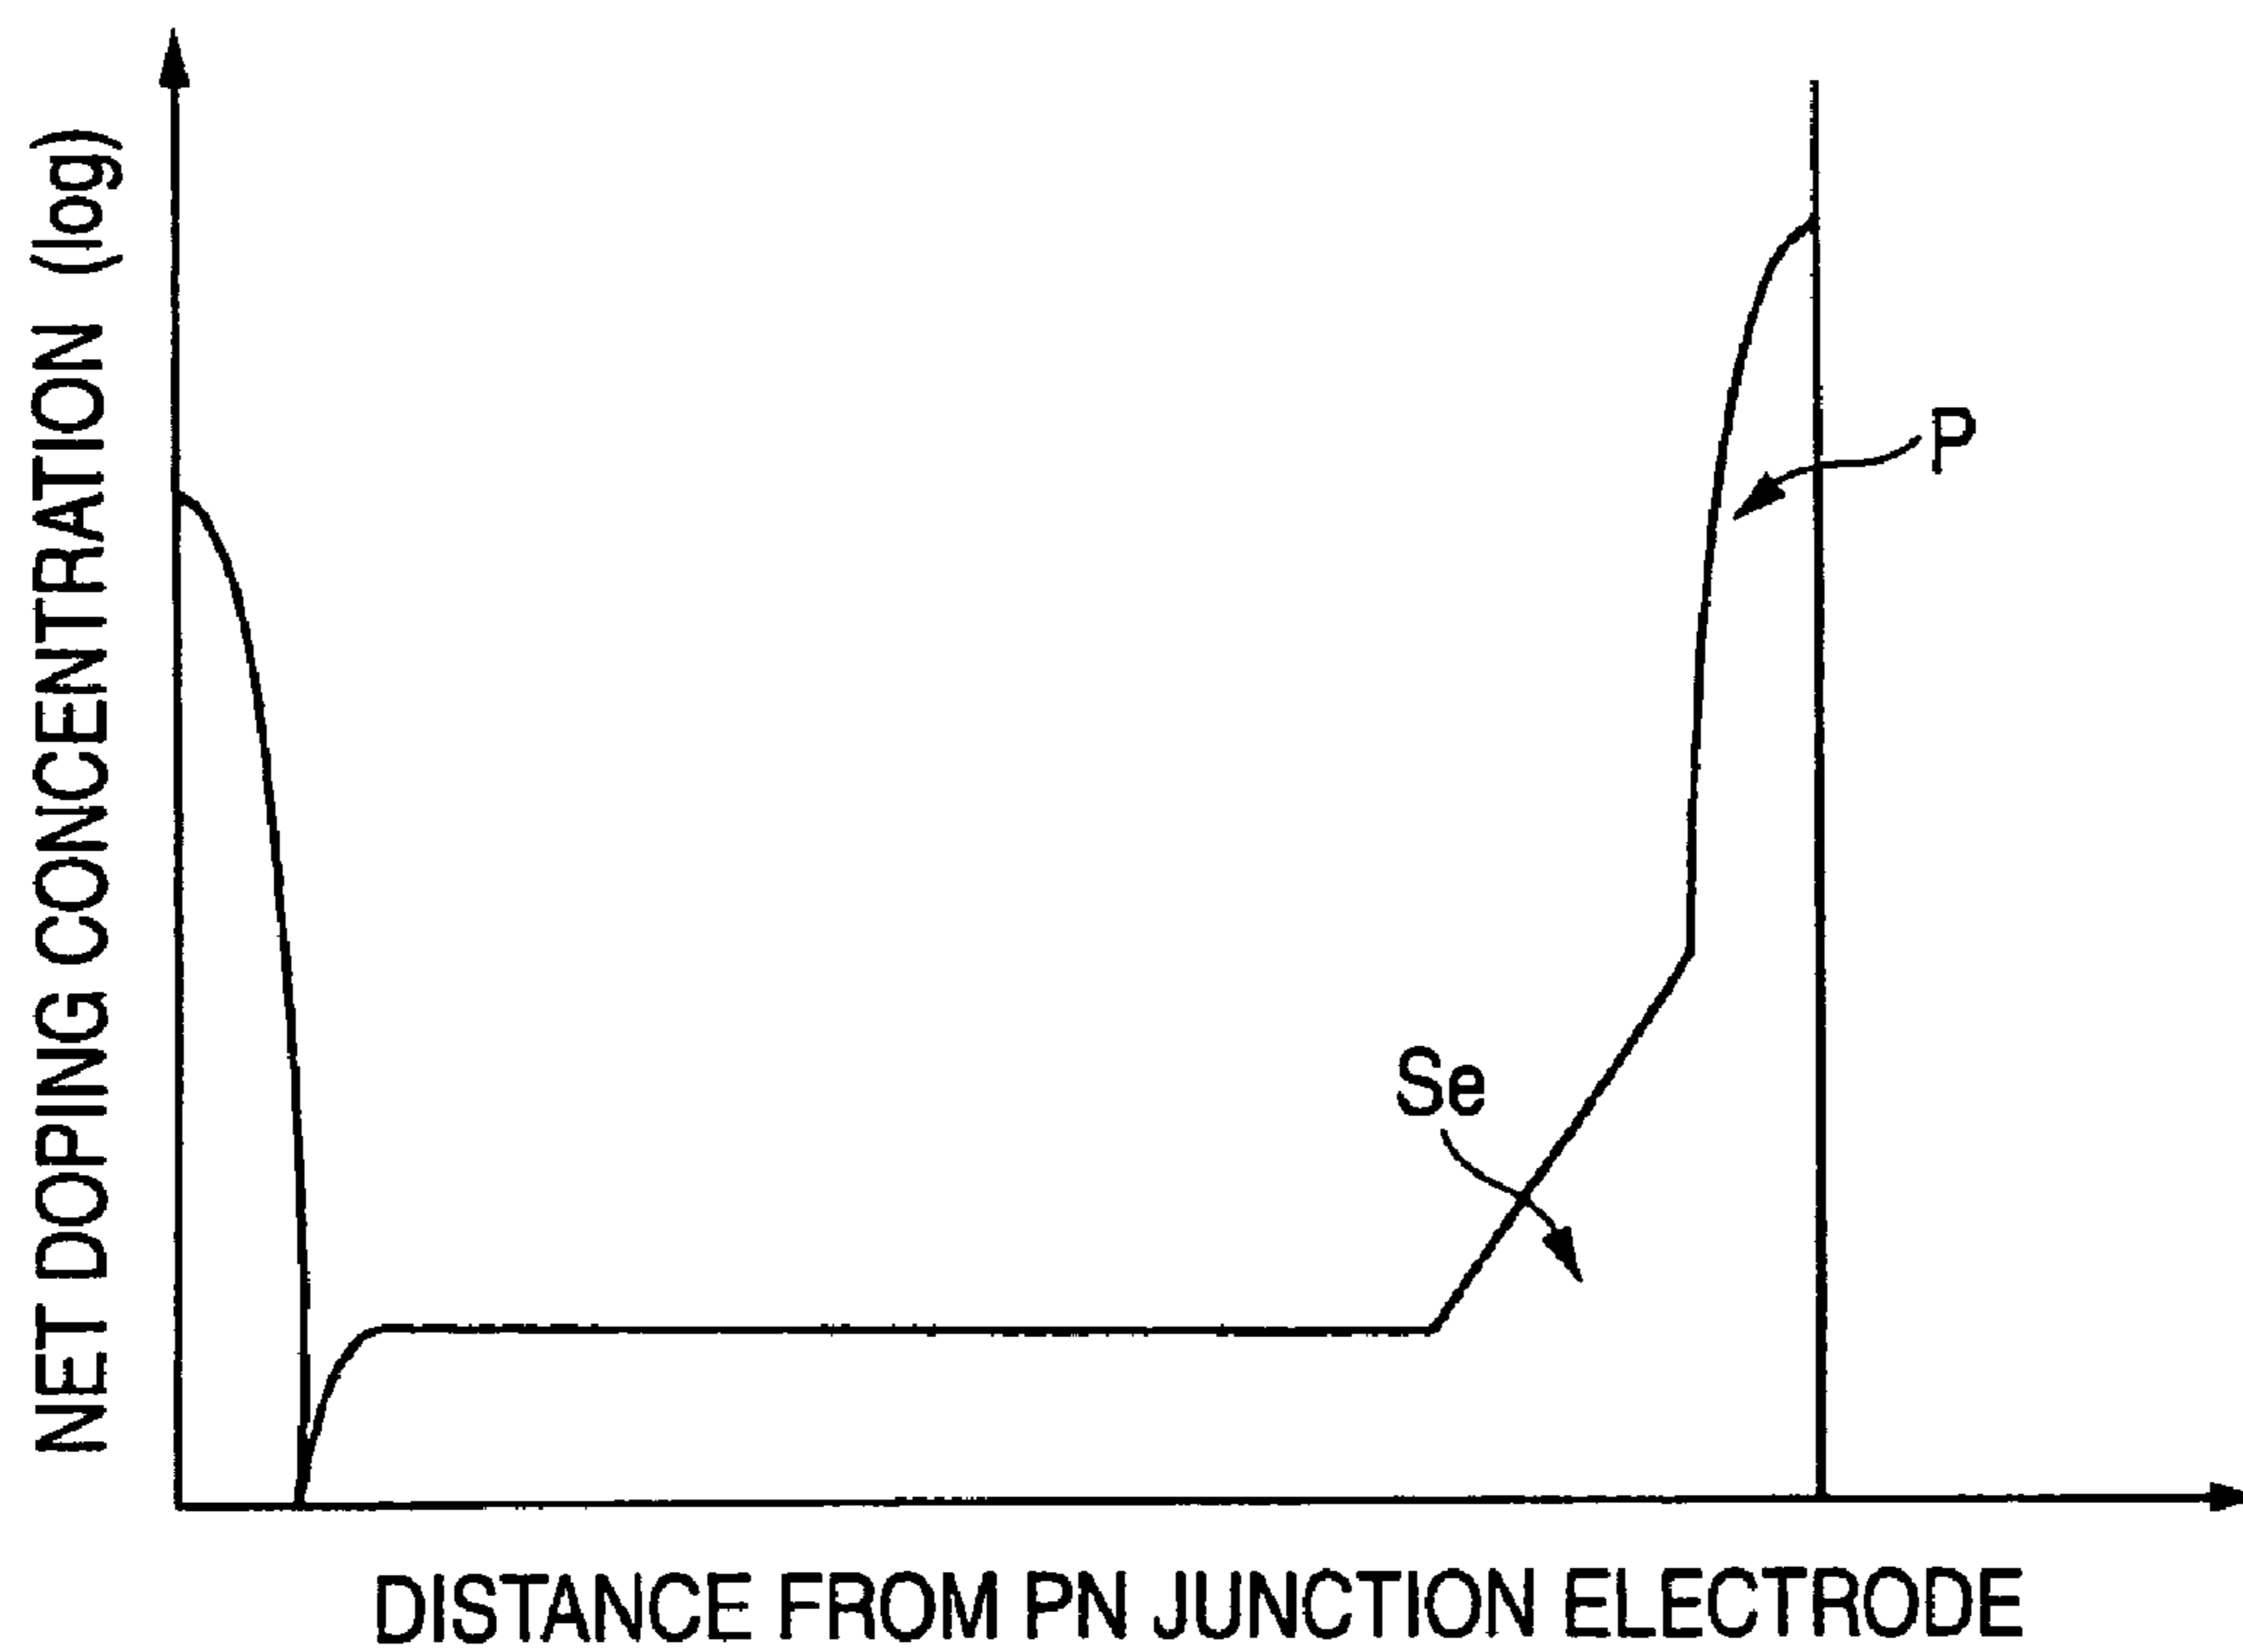 NET DOPING CONCENTRATION (log)
P
Se
DISTANCE FROM PN JUNCTION ELECTRODE